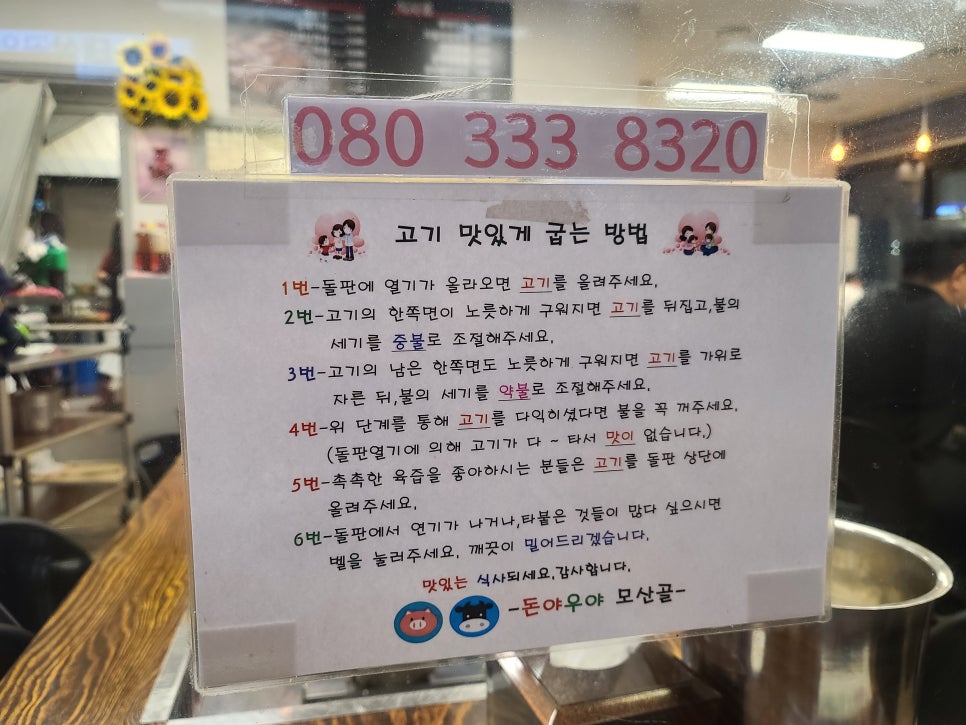 080 333 8320
고기 맛있게 굽는 방법
1번-돌판에 열기가 올라오면 고기를 올려주세요.
2번-고기의 한쪽면이 노릇하게 구워지면 고기를 뒤집고,불의
세기를 중불로 조절해주세요.
3번-고기의 남은 한쪽면도 노릇하게 구워지면 고기를 가위로
자른 뒤,불의 세기를 약불로 조절해주세요.
4번-위 단계를 통해 고기를 다익히셨다면 불을 꼭 꺼주세요.
(돌판열기에 의해 고기가 다 ~ 타서 맛이 없습니다.)
5번-촉촉한 육즙을 좋아하시는 분들은 고기를 돌판 상단에
올려주세요.
6번-돌판에서 연기가 나거나,타붙은 것들이 많다 싶으시면
벨을 눌러주세요. 깨끗이 밀어드리겠습니다.
맛있는 식사되세요.감사합니다.
-돈야우야 모산골-